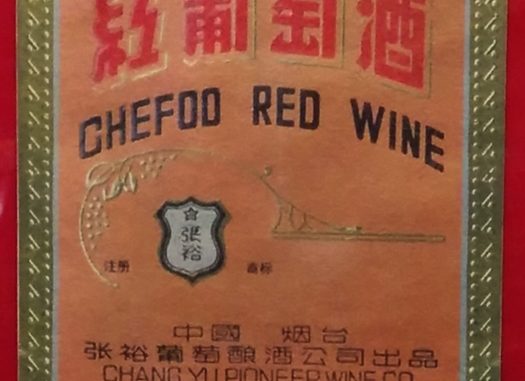 红葡萄酒
CHEFOO RED WINE
張裕
注册 商标
中國 烟台
张裕葡萄酿酒公司出品
CHANG YU PIONEER WINE CO.